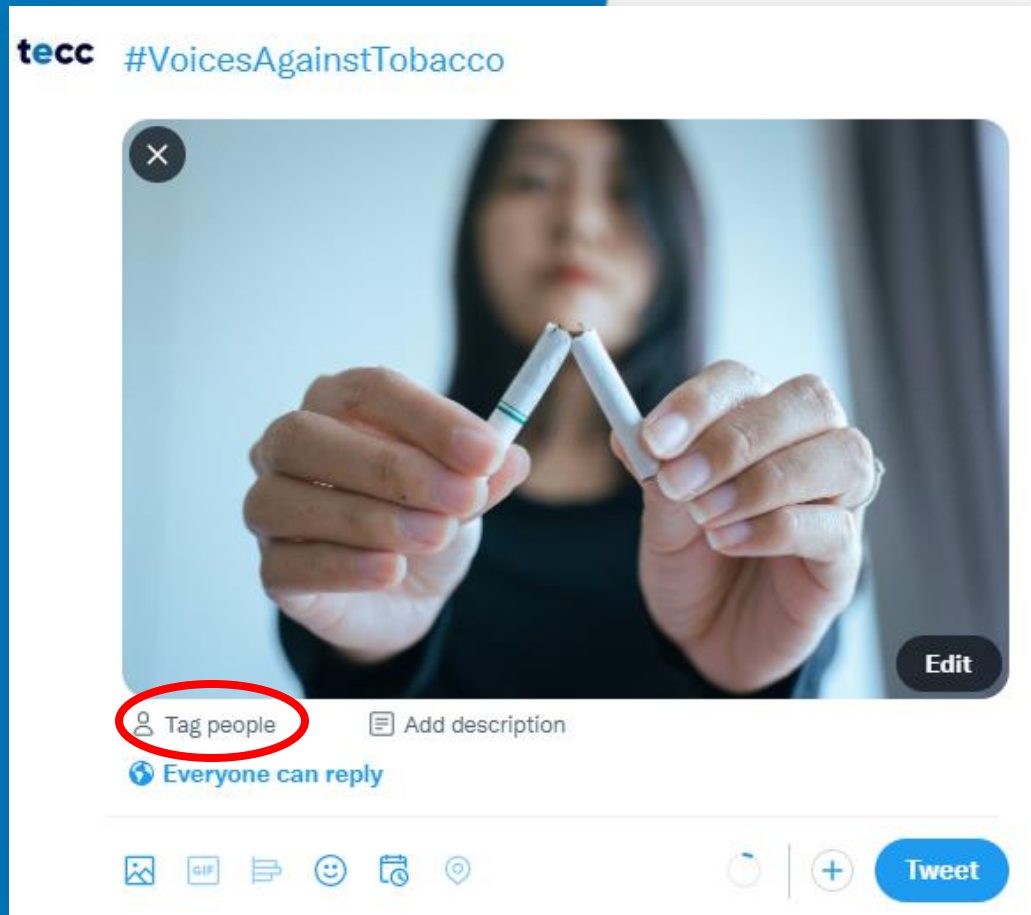 tecc #VoicesAgainstTobacco
Edit
Tag people Add description
Everyone can reply
GIF Tweet